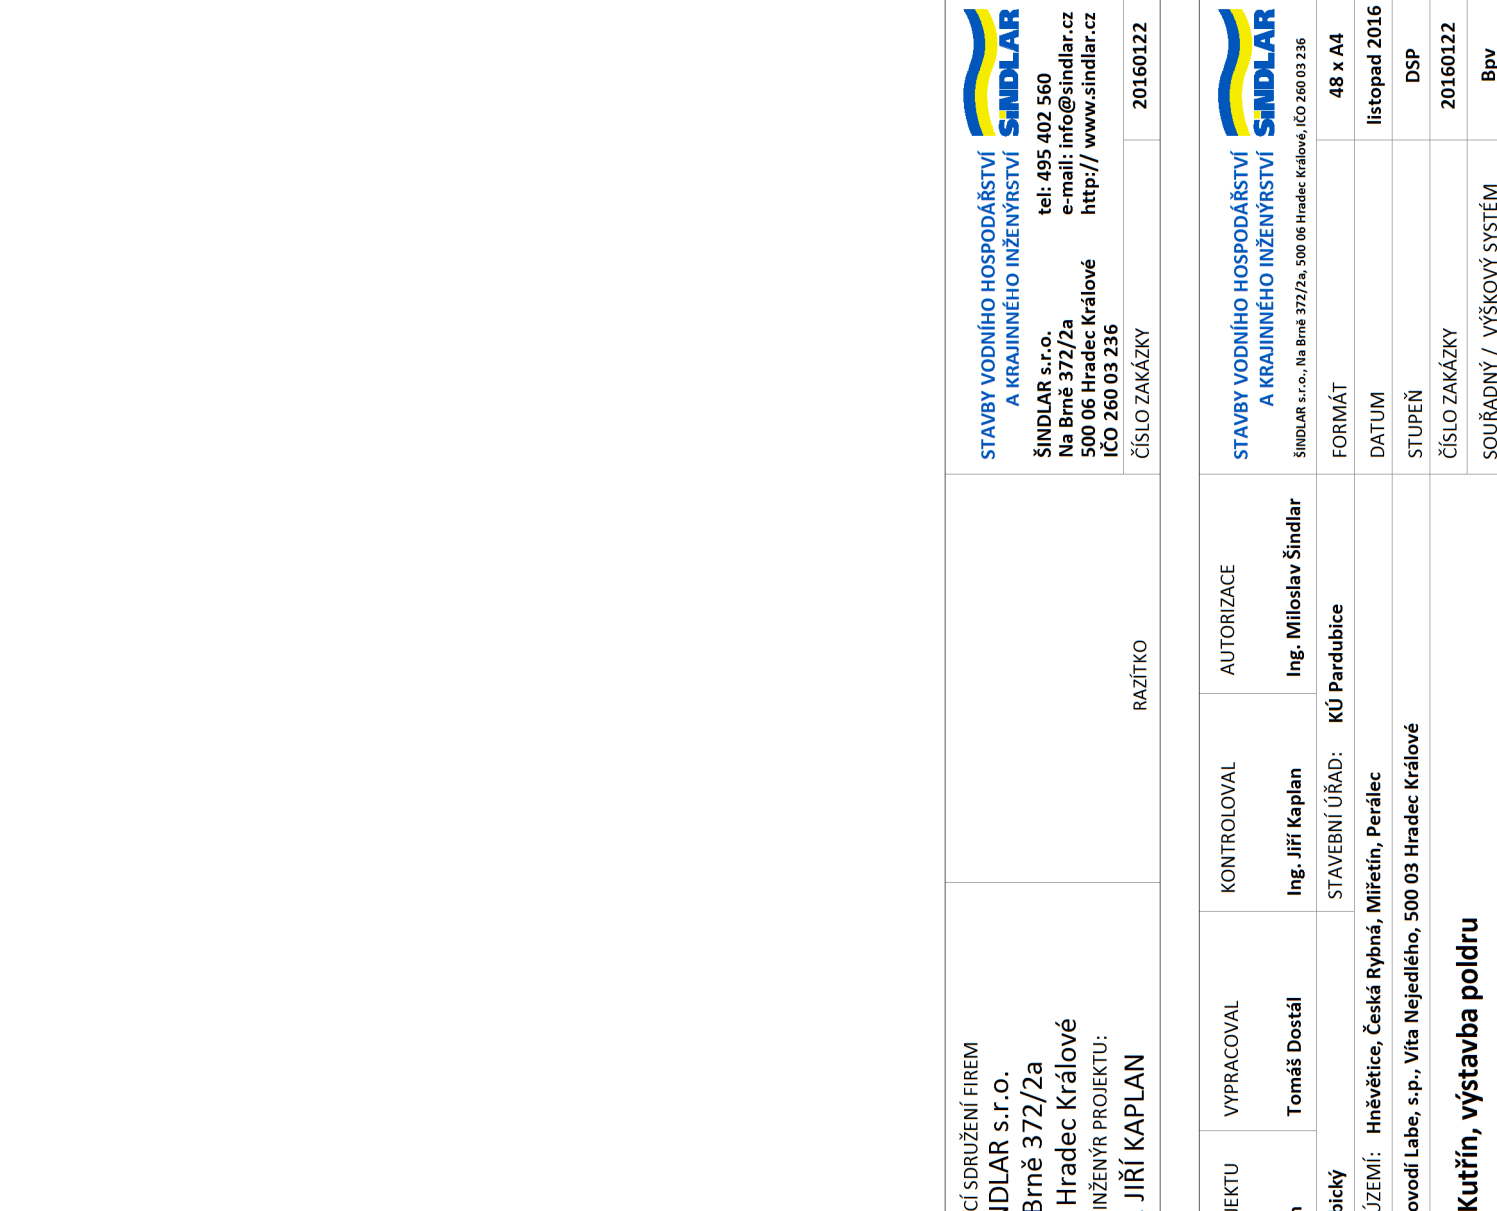 CÍ SDRUŽENÍ FIREM
NDLAR s.r.o.
Brně 372/2a
Hradec Králové
INŽENÝR PROJEKTU:
JIŘÍ KAPLAN
RAZÍTKO
STAVBY VODNÍHO HOSPODÁŘSTVÍ
A KRAJINNÉHO INŽENÝRSTVÍ
SiNDLAR
ŠINDLAR s.r.o.
Na Brně 372/2a
500 06 Hradec Králové
IČO 260 03 236
tel: 495 402 560
e-mail: info@sindlar.cz
http:// www.sindlar.cz
ČÍSLO ZAKÁZKY 20160122
JEKTU
VYPRACOVAL
Tomáš Dostál
KONTROLOVAL
Ing. Jiří Kaplan
AUTORIZACE
Ing. Miloslav Šindlar
STAVBY VODNÍHO HOSPODÁŘSTVÍ
A KRAJINNÉHO INŽENÝRSTVÍ
SiNDLAR
ŠINDLAR s.r.o., Na Brně 372/2a, 500 06 Hradec Králové, IČO 260 03 236
bický
STAVEBNÍ ÚŘAD: KÚ Pardubice
FORMÁT 48 x A4
ÚZEMÍ: Hněvětice, Česká Rybná, Miřetín, Perálec
DATUM listopad 2016
ovodí Labe, s.p., Víta Nejedlého, 500 03 Hradec Králové
STUPEŇ DSP
Kutřín, výstavba poldru
ČÍSLO ZAKÁZKY 20160122
SOUŘADNÝ / VÝŠKOVÝ SYSTÉM Bpv